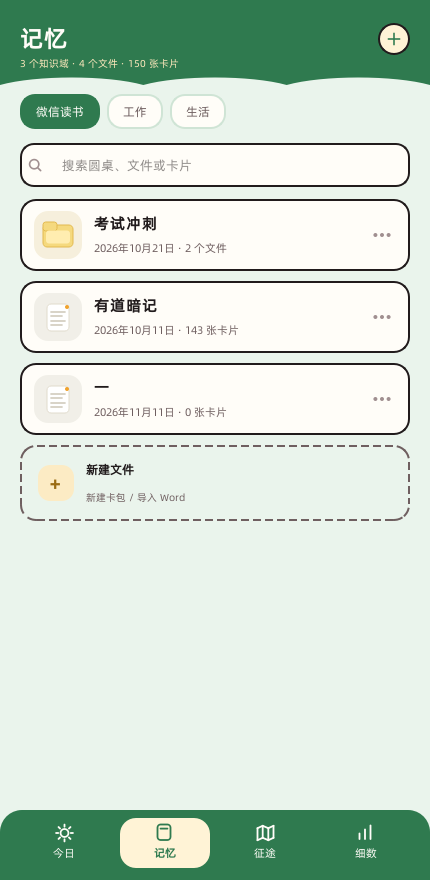 记忆
3 个知识域 · 4 个文件 · 150 张卡片
微信读书
工作
生活
搜索圆桌、文件或卡片
考试冲刺
2026年10月21日 · 2 个文件
有道暗记
2026年10月11日 · 143 张卡片
一
2026年11月11日 · 0 张卡片
新建文件
新建卡包 / 导入 Word
今日
记忆
征途
细数